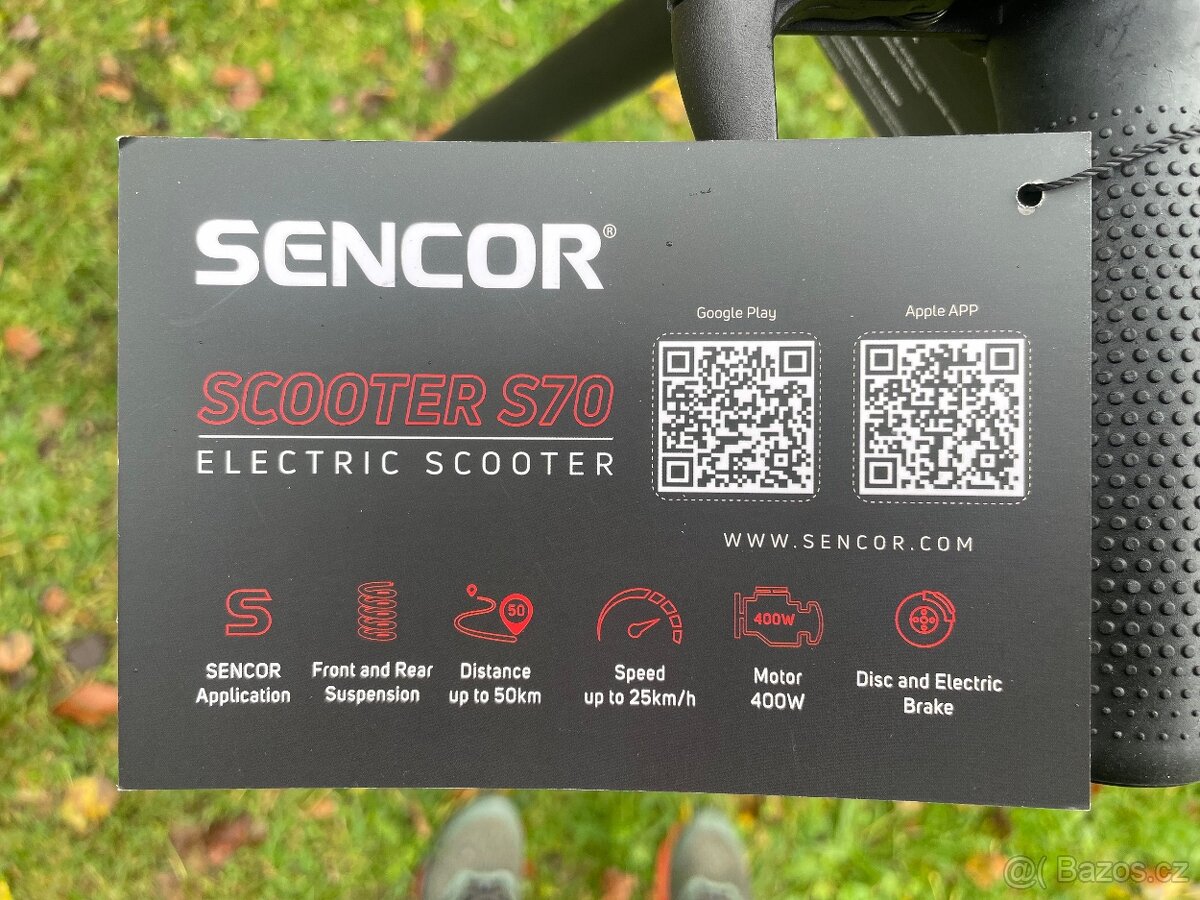 SENCOR®
Google Play
Apple APP
SCOOTER S70
ELECTRIC SCOOTER
WWW.SENCOR.COM
50
400W
SENCOR
Application
Front and Rear
Suspension
Distance
up to 50km
Speed
up to 25km/h
Motor
400W
Disc and Electric
Brake
@( Bazos.cz